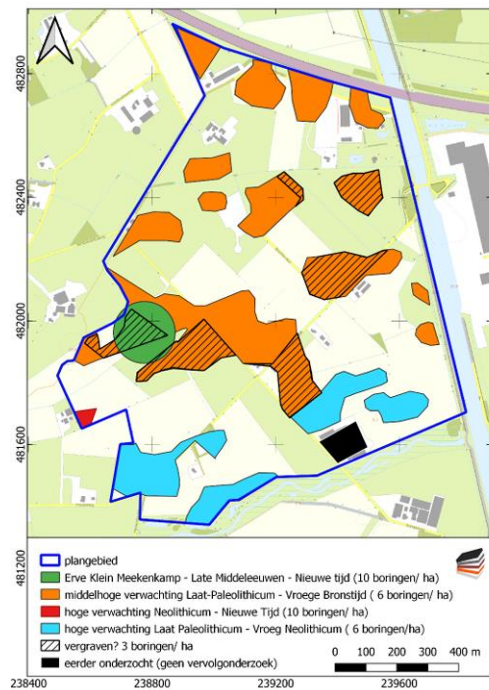 482800
482400
482000
481600
481200
238400 238800 239200 239600
plangebied
Erve Klein Meekenkamp - Late Middeleeuwen - Nieuwe tijd (10 boringen/ ha)
middelhoge verwachting Laat-Paleolithicum - Vroege Bronstijd ( 6 boringen/ ha)
hoge verwachting Neolithicum - Nieuwe Tijd (10 boringen/ ha)
hoge verwachting Laat Paleolithicum - Vroeg Neolithicum ( 6 boringen/ha)
vergraven? 3 boringen/ ha
eerder onderzocht (geen vervolgonderzoek)
0 100 200 300 400 m